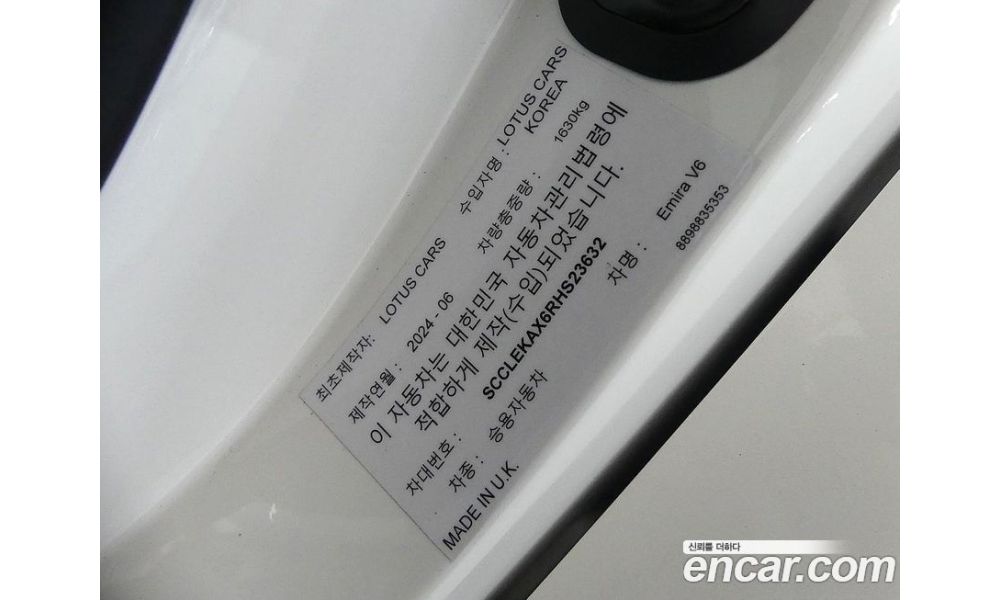 최초제작자: LOTUS CARS 수입자명 : LOTUS CARS KOREA
제작연월 : 2024 - 06 차량총중량 : 1630kg
이 자동차는 대한민국 자동차관리법령에
적합하게 제작(수입)되었습니다.
차대번호 : SCCLEKAX6RHS23632
차종 : 승용자동차 차명 : Emira V6
MADE IN U.K. 8898835353
신뢰를 더하다
encar.com